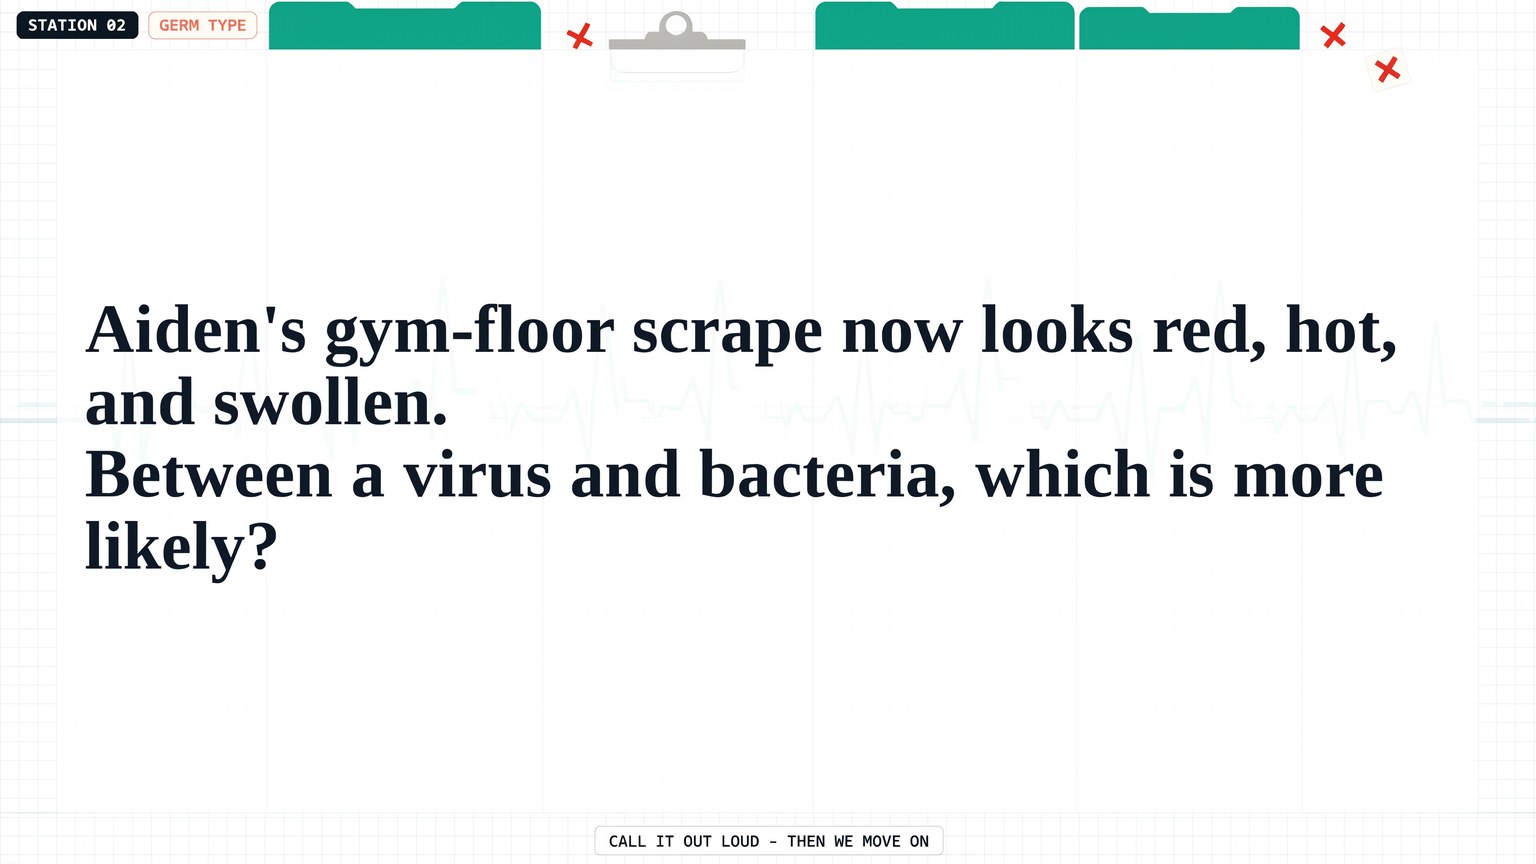 STATION 02
GERM TYPE
Aiden's gym-floor scrape now looks red, hot,
and swollen.
Between a virus and bacteria, which is more
likely?
CALL IT OUT LOUD - THEN WE MOVE ON